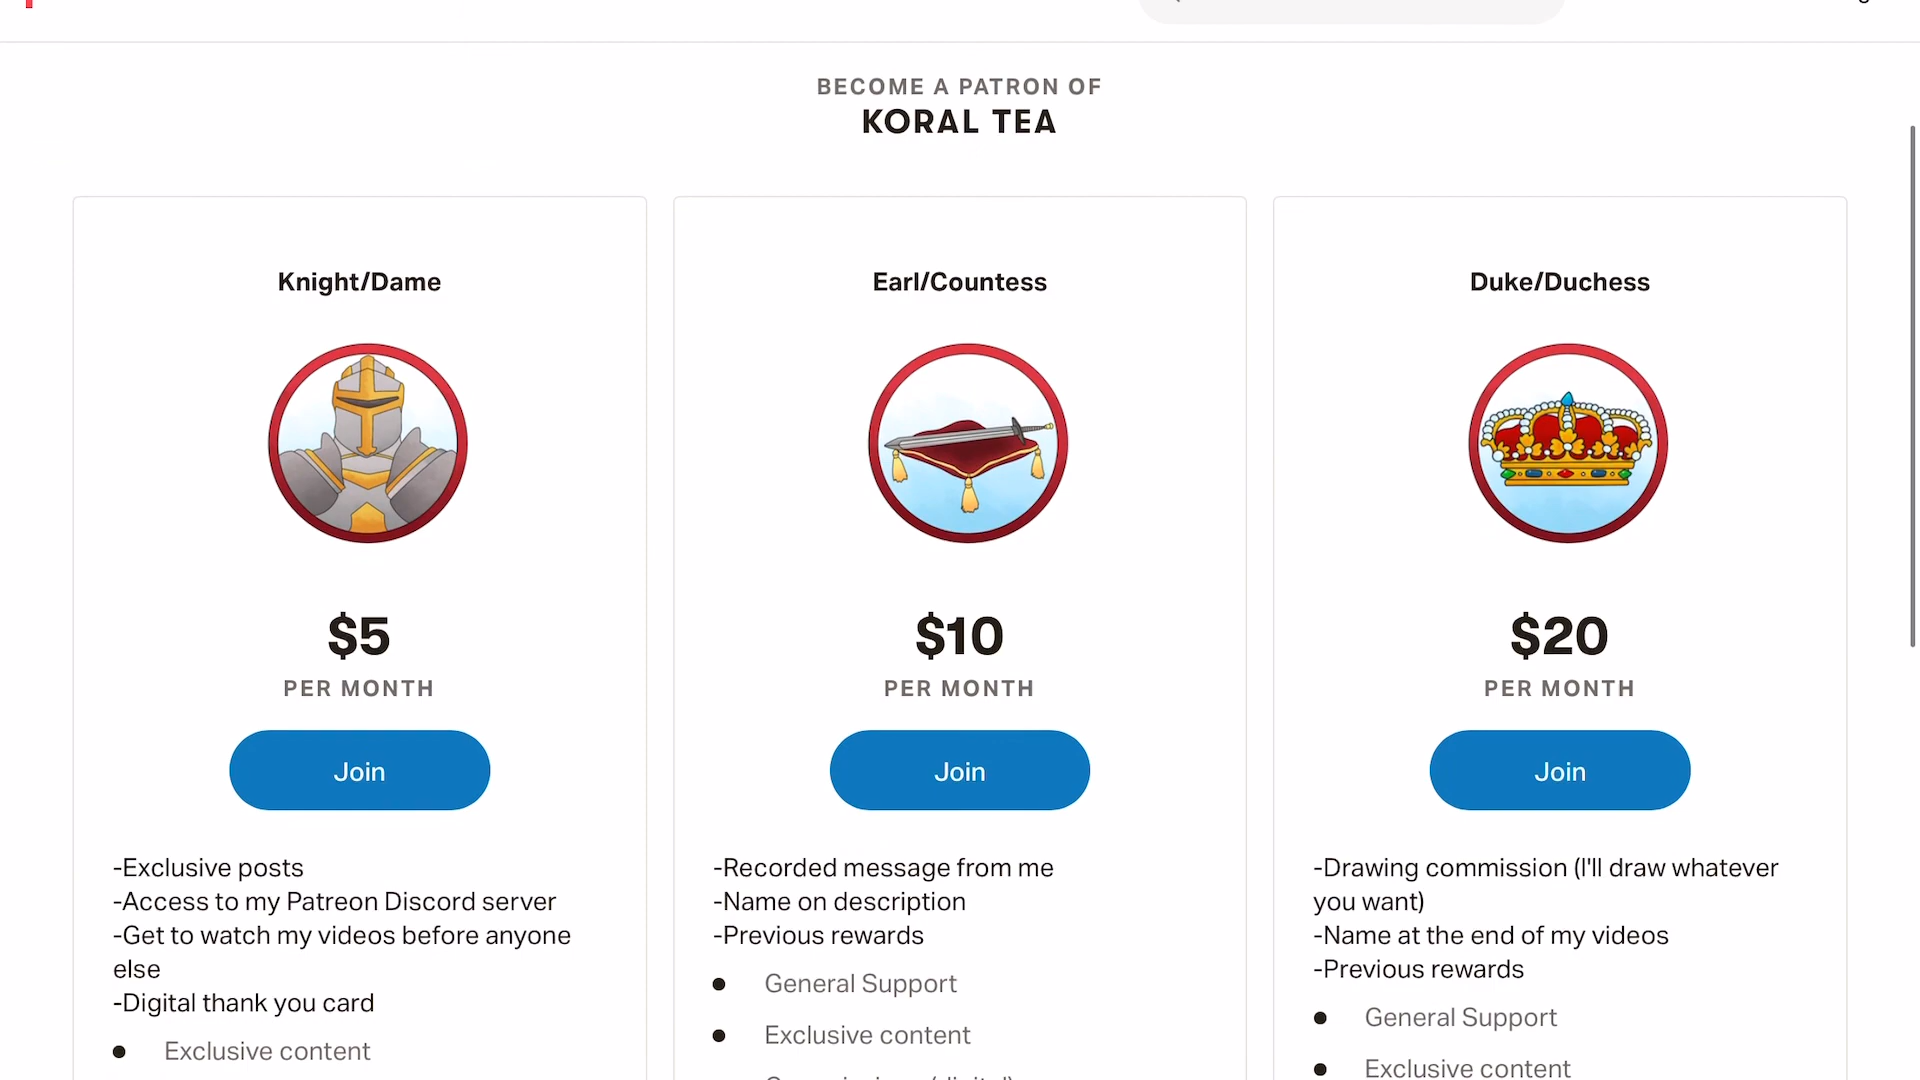 BECOME A PATRON OF
KORAL TEA
Knight/Dame
$5
PER MONTH
Join
-Exclusive posts
-Access to my Patreon Discord server
-Get to watch my videos before anyone
else
-Digital thank you card
Exclusive content
Earl/Countess
$10
PER MONTH
Join
-Recorded message from me
-Name on description
-Previous rewards
General Support
Exclusive content
Duke/Duchess
$20
PER MONTH
Join
-Drawing commission (I'll draw whatever
you want)
-Name at the end of my videos
-Previous rewards
General Support
Exclusive content